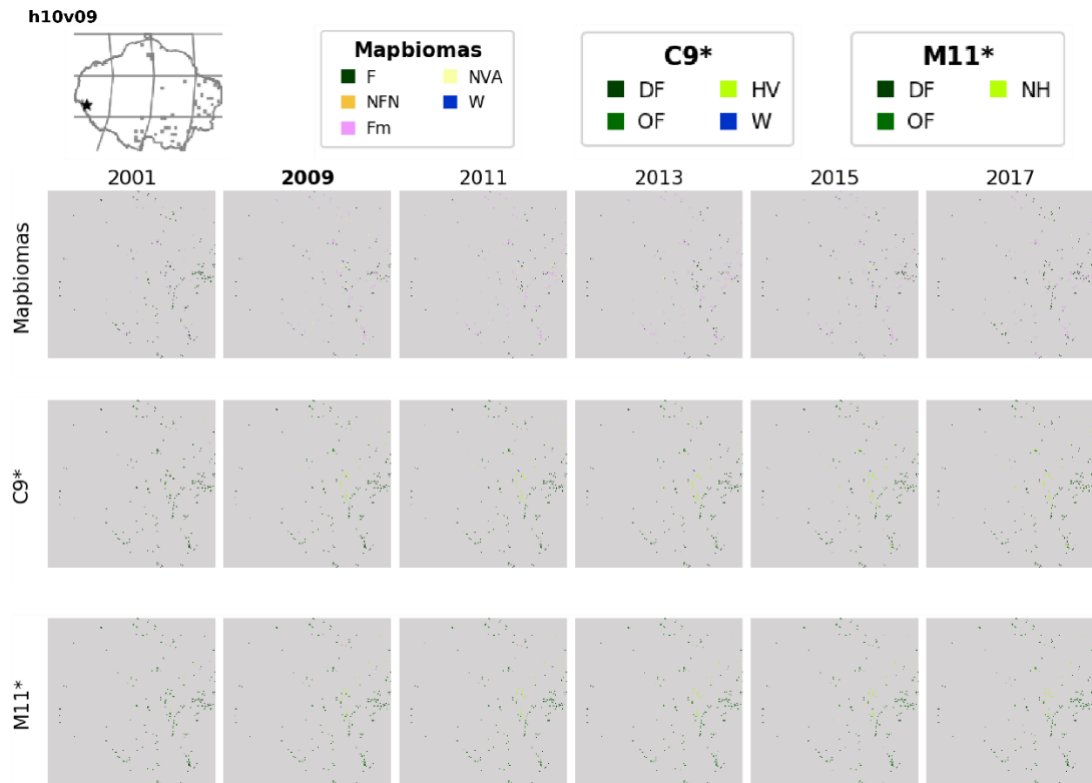 h10v09
Mapbiomas
F NVA
NFN W
Fm
C9*
DF HV
OF W
M11*
DF NH
OF
2001 2009 2011 2013 2015 2017
Mapbiomas
C9*
M11*